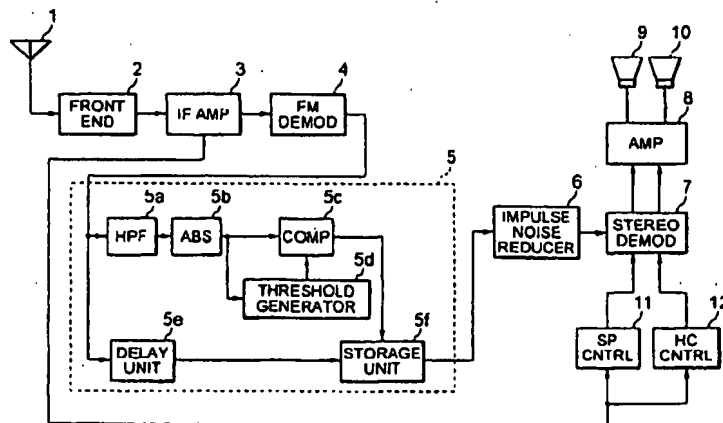 1
2
3
4
FRONT
END
IF AMP
FM
DEMOD
9
10
8
AMP
5
5a
5b
5c
HPF
ABS
COMP
5d
THRESHOLD
GENERATOR
5e
DELAY
UNIT
5f
STORAGE
UNIT
6
IMPULSE
NOISE
REDUCER
7
STEREO
DEMOD
11
SP
CNTRL
12
HC
CNTRL